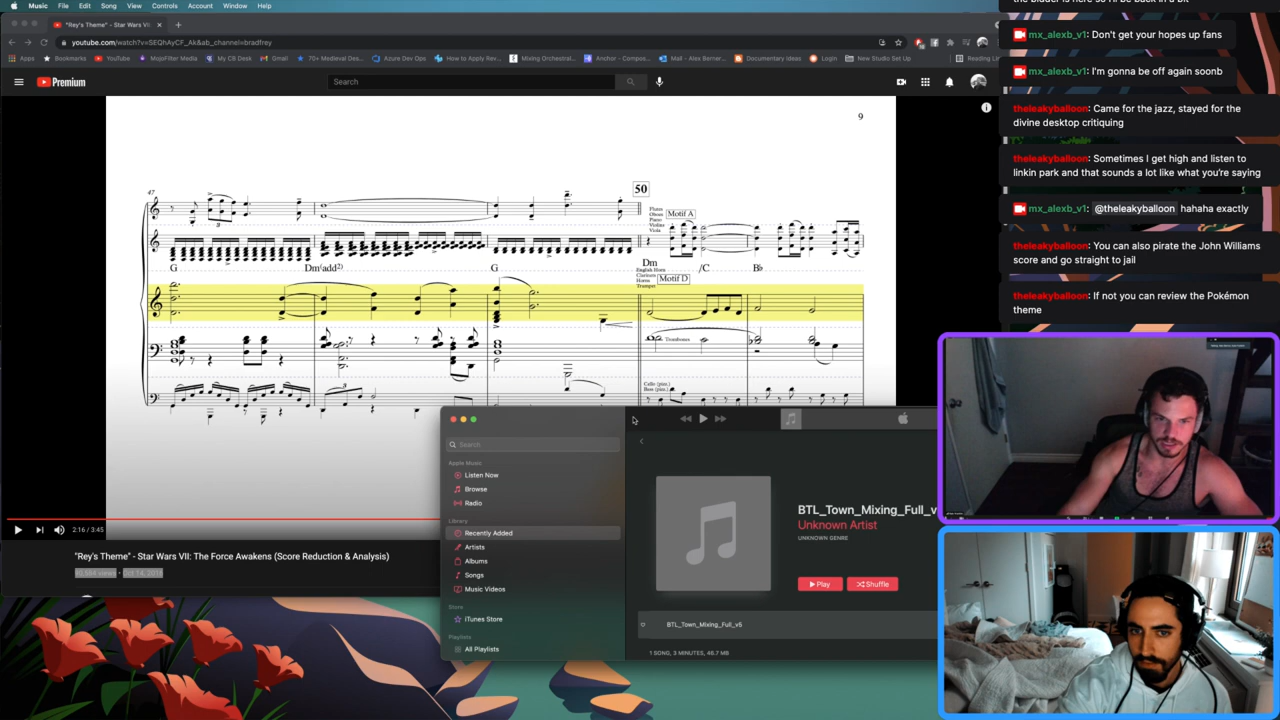 Music File Edit Song View Controls Account Window Help
"Rey's Theme" - Star Wars VII:
youtube.com/watch?v=SEQhAyCF_Ak&ab_channel=bradfrey
Apps Bookmarks YouTube MojoFilter Media My CB Desk Gmail 70+ Medieval Des... Azure Dev Ops How to Apply Rev... Mixing Orchestral... Anchor - Compos... Mail - Alex Barner... Documentary Ideas Login New Studio Set Up Reading Li
Premium
Search
9
47
50
3
Flutes
Oboes
Piano
Violins
Viola
Motif A
G Dm(add2) G Dm /C Bb
English Horn
Clarinets
Horns
Trumpet
Motif D
Trombones
3
Cello (pizz.)
Bass (pizz.)
2:16 / 3:45
"Rey's Theme" - Star Wars VII: The Force Awakens (Score Reduction & Analysis)
Oct 14, 2016
Search
Apple Music
Listen Now
Browse
Radio
Library
Recently Added
Artists
Albums
Songs
Music Videos
Store
iTunes Store
Playlists
All Playlists
BTL_Town_Mixing_Full_v
Unknown Artist
UNKNOWN GENRE
Play Shuffle
BTL_Town_Mixing_Full_v5
1 SONG, 3 MINUTES, 46.7 MB
mx_alexb_v1: Don't get your hopes up fans
mx_alexb_v1: I'm gonna be off again soonb
theleakyballoon: Came for the jazz, stayed for the
divine desktop critiquing
theleakyballoon: Sometimes I get high and listen to
linkin park and that sounds a lot like what you're saying
mx_alexb_v1: @theleakyballoon hahaha exactly
theleakyballoon: You can also pirate the John Williams
score and go straight to jail
theleakyballoon: If not you can review the Pokémon
theme